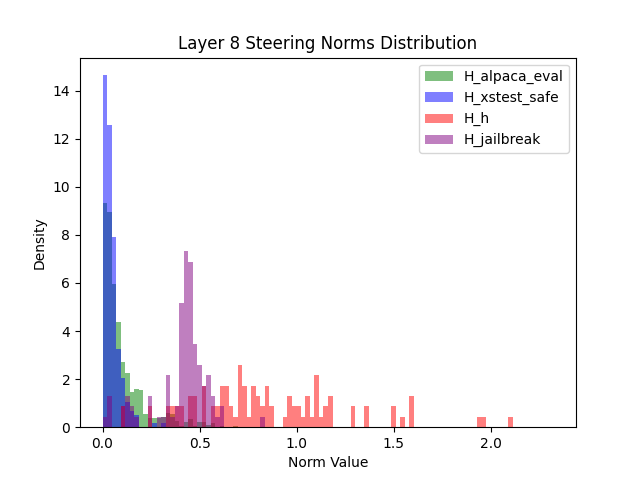 Layer 8 Steering Norms Distribution
H_alpaca_eval
H_xstest_safe
H_h
H_jailbreak
Density
14
12
10
8
6
4
2
0
0.0 0.5 1.0 1.5 2.0
Norm Value